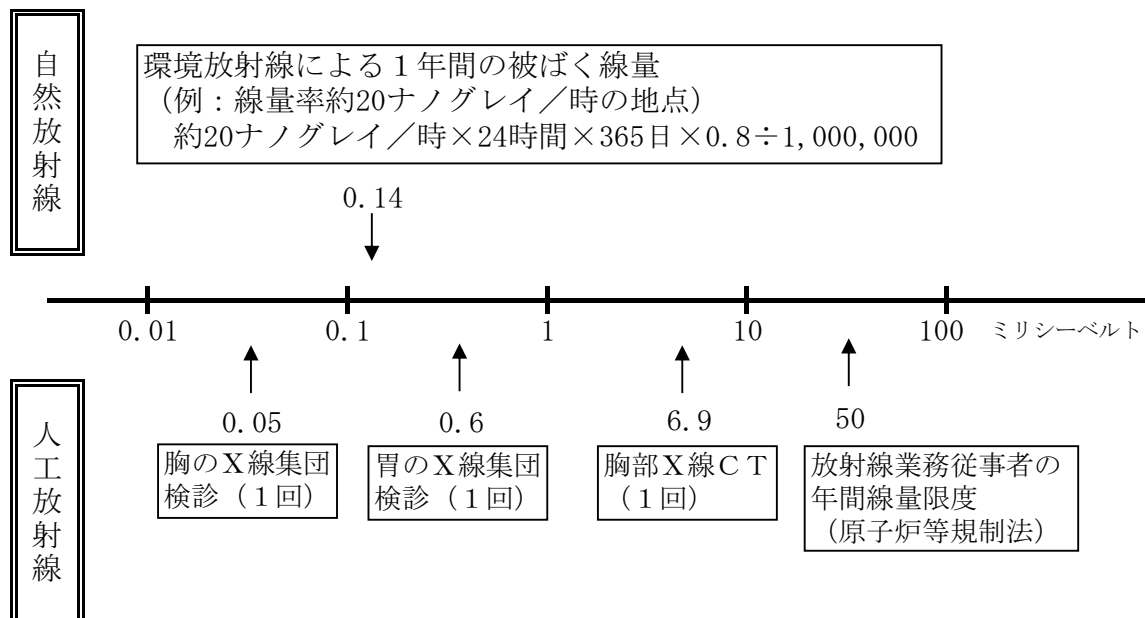 自然放射線
環境放射線による１年間の被ばく線量
（例：線量率約20ナノグレイ／時の地点）
約20ナノグレイ／時×24時間×365日×0.8÷1,000,000
0.14
0.01
0.1
1
10
100
ミリシーベルト
人工放射線
0.05
胸のＸ線集団
検診（１回）
0.6
胃のＸ線集団
検診（１回）
6.9
胸部Ｘ線ＣＴ
（１回）
50
放射線業務従事者の
年間線量限度
（原子炉等規制法）